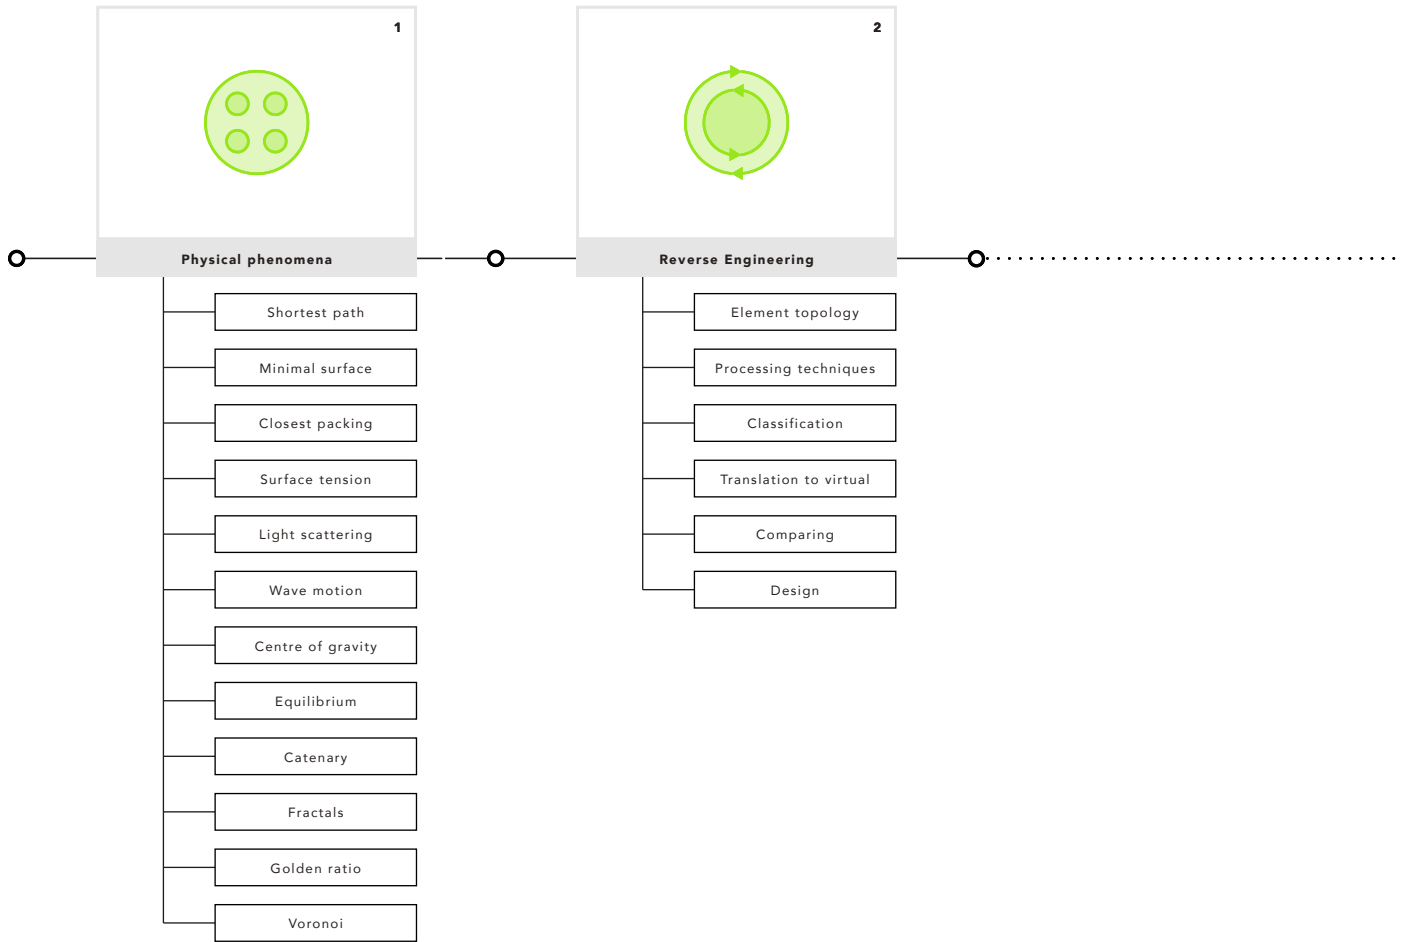 1
Physical phenomena
Shortest path
Minimal surface
Closest packing
Surface tension
Light scattering
Wave motion
Centre of gravity
Equilibrium
Catenary
Fractals
Golden ratio
Voronoi
2
Reverse Engineering
Element topology
Processing techniques
Classification
Translation to virtual
Comparing
Design